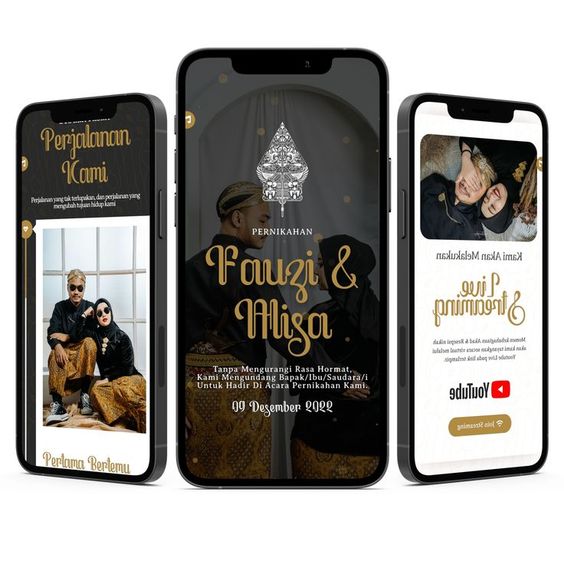 Perjalanan
Kami
Perjalanan yang tak terlupakan, dan perjalanan yang
mengubah tujuan hidup kami
Pertama Bertemu
PERNIKAHAN
Fauzi &
Alisa
Tanpa Mengurangi Rasa Hormat,
Kami Mengundang Bapak/Ibu/Saudara/i
Untuk Hadir Di Acara Pernikahan Kami.
09 Desember 2022
Kami Akan Melakukan
Live
Streaming
Momen kebahagiaan Akad & Resepsi nikah
akan kami tayangkan secara virtual melalui
Youtube Live pada link tertera
YouTube
Join Streaming